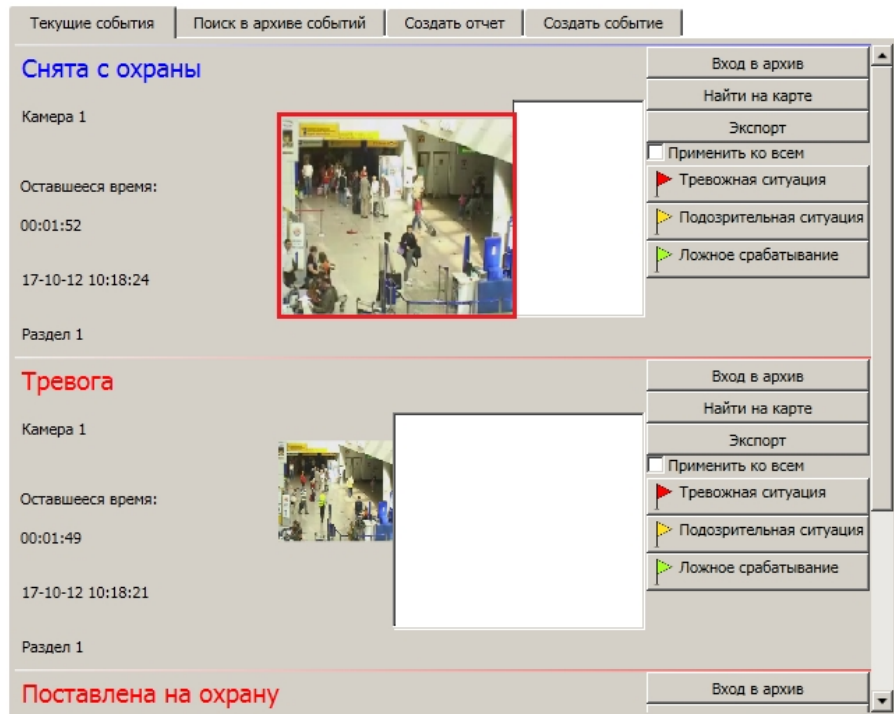 Текущие события
Поиск в архиве событий
Создать отчет
Создать событие
Снята с охраны
Камера 1
Оставшееся время:
00:01:52
17-10-12 10:18:24
Раздел 1
Вход в архив
Найти на карте
Экспорт
Применить ко всем
Тревожная ситуация
Подозрительная ситуация
Ложное срабатывание
Тревога
Камера 1
Оставшееся время:
00:01:49
17-10-12 10:18:21
Раздел 1
Вход в архив
Найти на карте
Экспорт
Применить ко всем
Тревожная ситуация
Подозрительная ситуация
Ложное срабатывание
Поставлена на охрану
Вход в архив